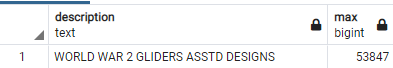 description max
text bigint
1 WORLD WAR 2 GLIDERS ASSTD DESIGNS 53847